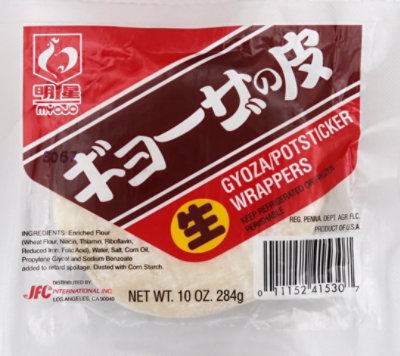 明星
MYOJO
ギョーザの皮
生
GYOZA/POTSTICKER
WRAPPERS
KEEP REFRIGERATED OR
PERISHABLE
REG. PENNA. DEPT. AGR. FLC.
PRODUCT OF U.S.A.
INGREDIENTS: Enriched Flour
(Wheat Flour, Niacin, Thiamin, Riboflavin,
Reduced Iron, Folic Acid), Water, Salt, Corn Oil,
Propylene Glycol and Sodium Benzoate
added to retard spoilage. Dusted with Corn Starch.
JFC
DISTRIBUTED BY
INTERNATIONAL INC.
LOS ANGELES, CA 90040
NET WT. 10 OZ. 284g
0 11152 41530 7